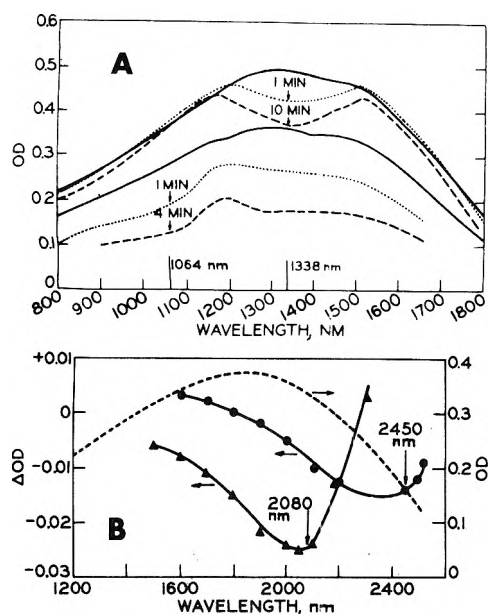 A
0.6
0.5
0.4
0.3
0.2
0.1
0
OD
1 MIN
10 MIN
1 MIN
4 MIN
1064 nm
1338 nm
800
900
1000
1100
1200
1300
1400
1500
1600
1700
1800
WAVELENGTH, NM
B
+0.01
0
-0.01
-0.02
-0.03
ΔOD
0.4
0.3
0.2
0.1
0
OD
2450
nm
2080
nm
1200
1600
2000
2400
WAVELENGTH, nm